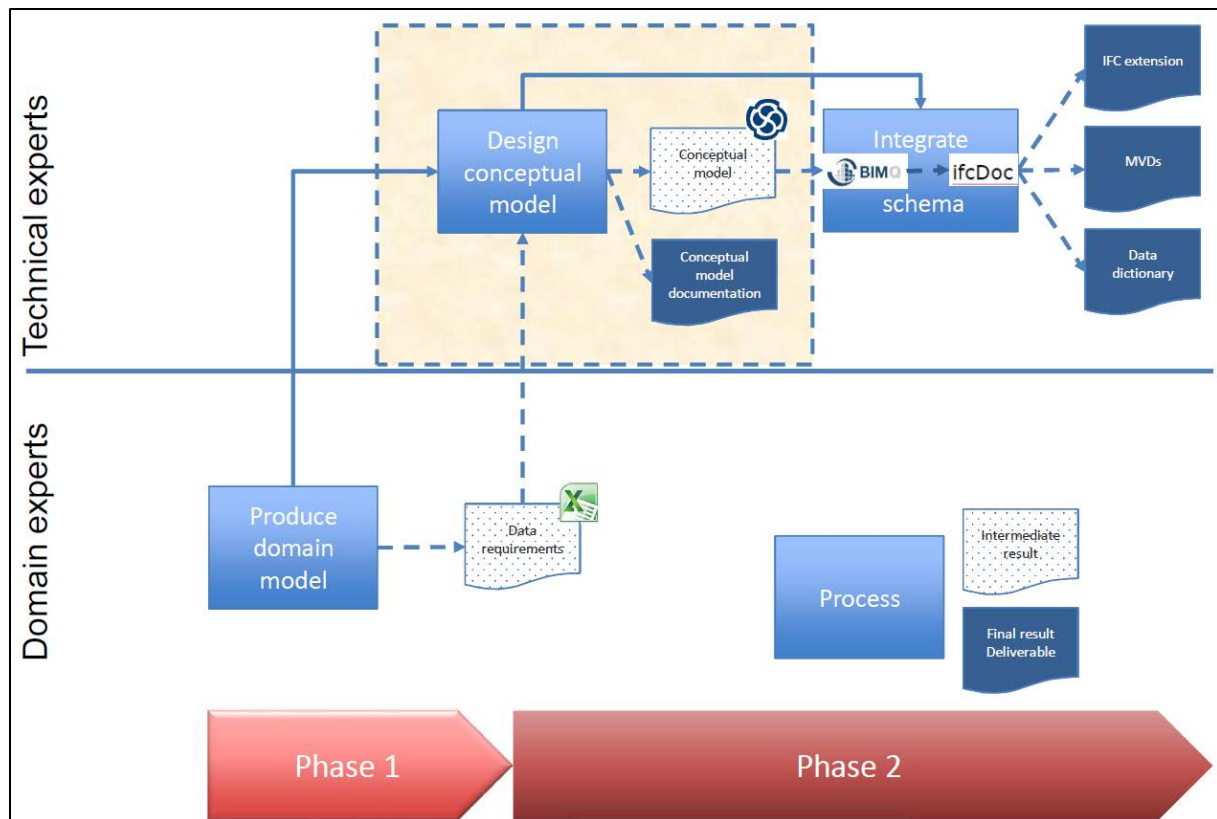 Technical experts
Design
conceptual
model
Conceptual
model
Conceptual
model
documentation
Integrate
BIMQ
ifcDoc
schema
IFC extension
MVDs
Data
dictionary
Domain experts
Produce
domain
model
Data
requirements
X
Process
Intermediate
result
Final result
Deliverable
Phase 1
Phase 2